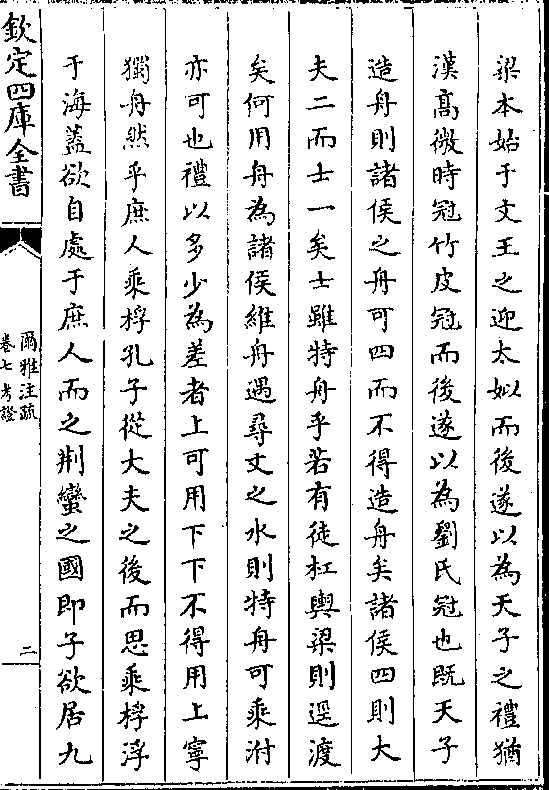 梁本始于文王之迎太姒而後遂以為天子之禮猶
漢高微時冠竹皮冠而後遂以為劉氏冠也既天子
造舟則諸侯之舟可四而不得造舟矣諸侯四則大
夫二而士一矣士雖特舟乎若有徒杠輿梁則逕渡
矣何用舟為諸侯維舟遇尋丈之水則特舟可乘泭
亦可也禮以多少為差者上可用下下不得用上寧
獨舟然乎庶人乘桴孔子從大夫之後而思乘桴浮
于海蓋欲自處于庶人而之荆蠻之國即子欲居九
欽定四庫全書
爾雅注疏
卷七考證
二